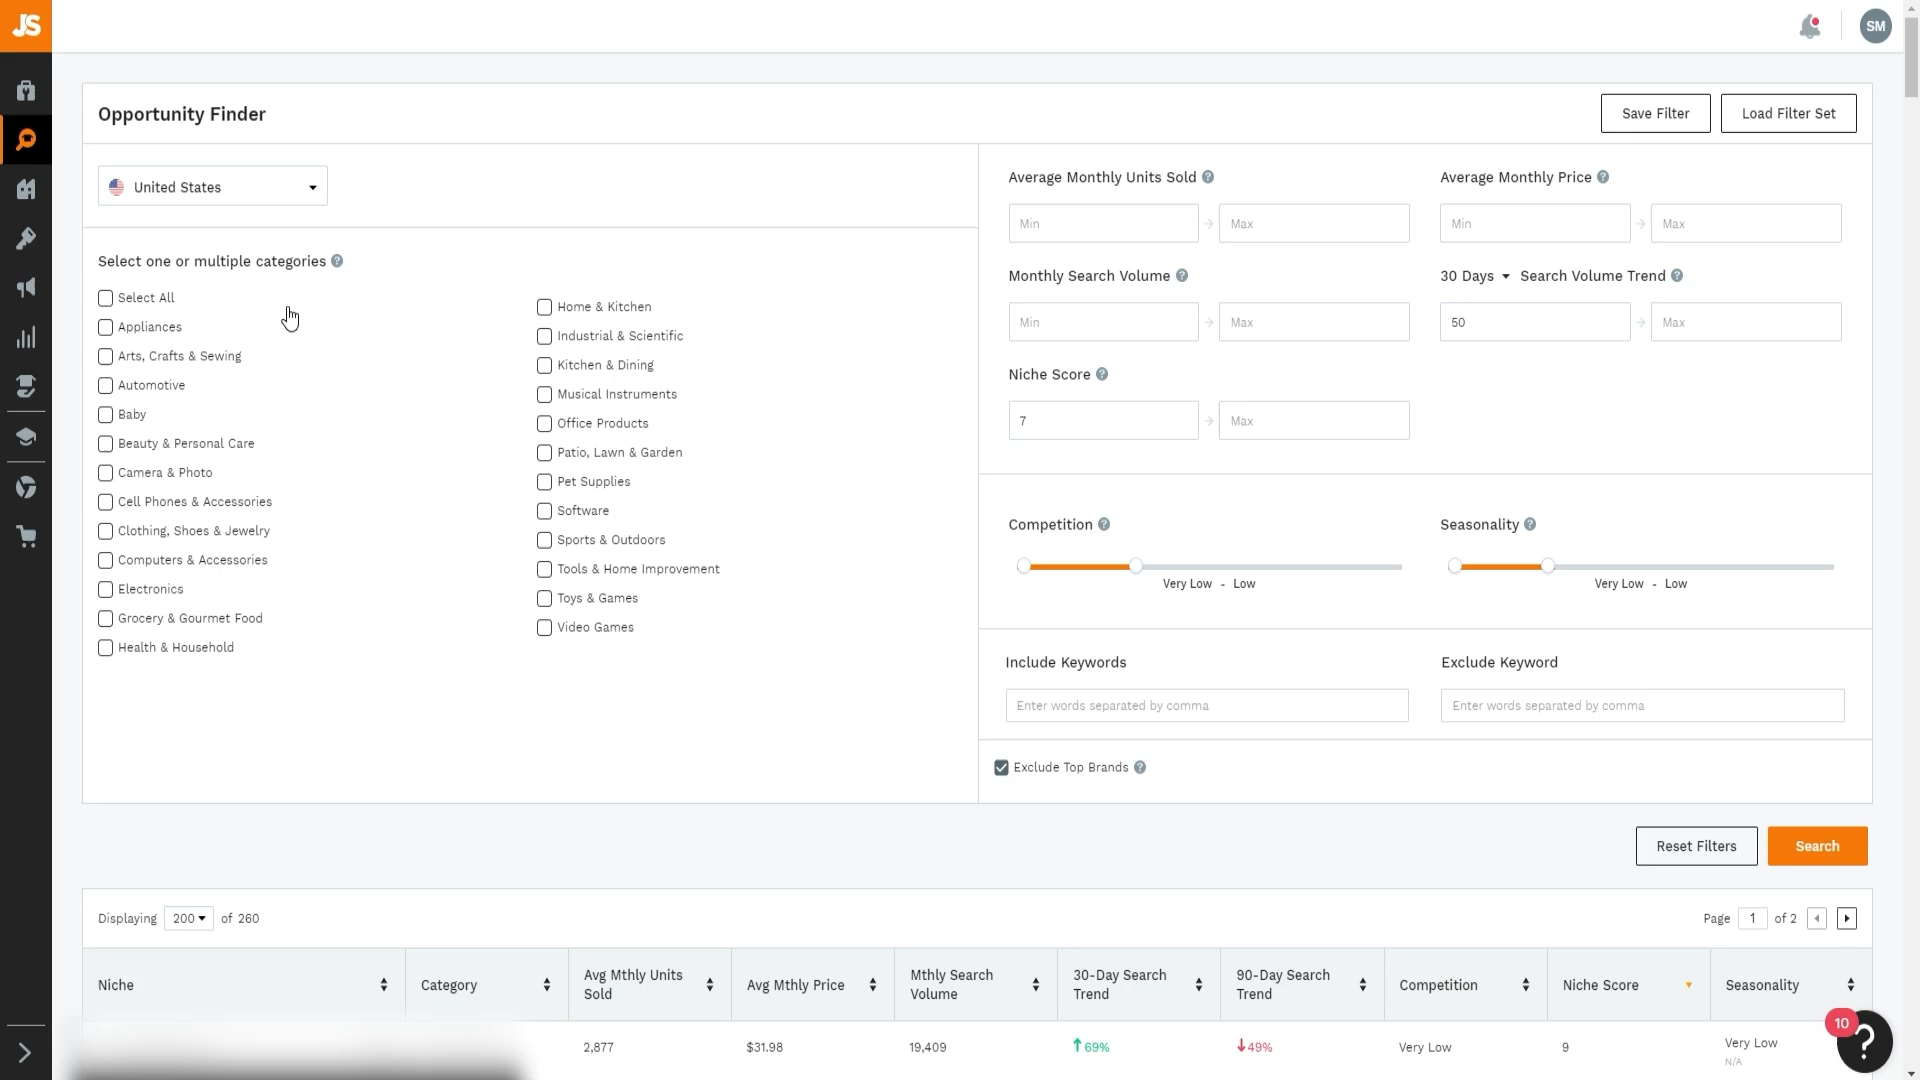 JS
SM
Opportunity Finder
Save Filter
Load Filter Set
United States
Select one or multiple categories ?
Select All
Appliances
Arts, Crafts & Sewing
Automotive
Baby
Beauty & Personal Care
Camera & Photo
Cell Phones & Accessories
Clothing, Shoes & Jewelry
Computers & Accessories
Electronics
Grocery & Gourmet Food
Health & Household
Home & Kitchen
Industrial & Scientific
Kitchen & Dining
Musical Instruments
Office Products
Patio, Lawn & Garden
Pet Supplies
Software
Sports & Outdoors
Tools & Home Improvement
Toys & Games
Video Games
Average Monthly Units Sold ?
Min
Max
Average Monthly Price ?
Min
Max
Monthly Search Volume ?
Min
Max
30 Days Search Volume Trend ?
50
Max
Niche Score ?
7
Max
Competition ?
Very Low - Low
Seasonality ?
Very Low - Low
Include Keywords
Enter words separated by comma
Exclude Keyword
Enter words separated by comma
Exclude Top Brands ?
Reset Filters
Search
Displaying 200 of 260
Page 1 of 2
Niche
Category
Avg Mthly Units
Sold
Avg Mthly Price
Mthly Search
Volume
30-Day Search
Trend
90-Day Search
Trend
Competition
Niche Score
Seasonality
2,877
$31.98
19,409
69%
49%
Very Low
9
Very Low
N/A
10
?